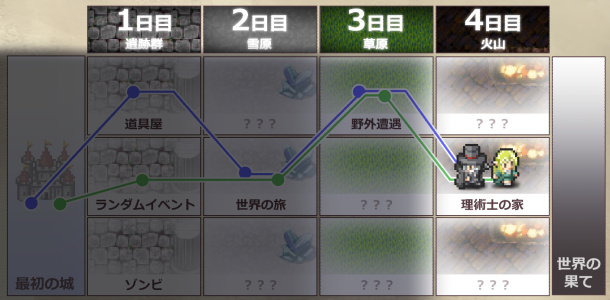 1日目
遺跡群
2日目
雪原
3日目
草原
4日目
火山
道具屋
？？？
野外遭遇
？？？
ランダムイベント
世界の旅
？？？
理術士の家
ゾンビ
？？？
？？？
？？？
最初の城
世界の
果て